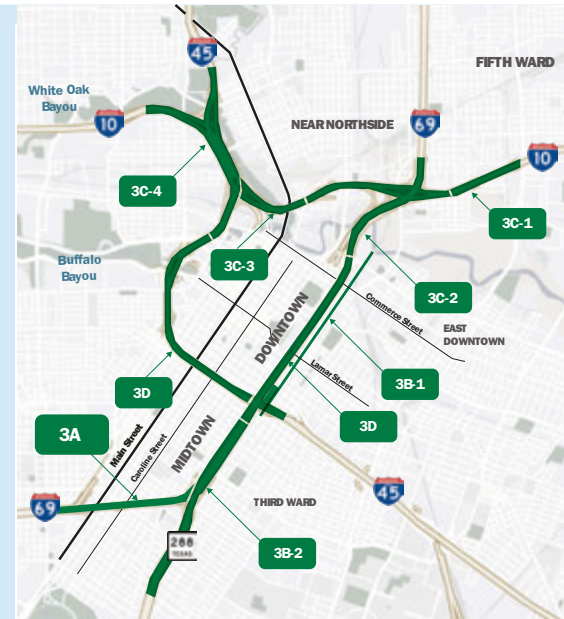 45
FIFTH WARD
White Oak
Bayou
10
NEAR NORTHSIDE
69
10
3C-4
3C-1
3C-3
Buffalo
Bayou
3C-2
Commerce Street
EAST
DOWNTOWN
DOWNTOWN
Lamar Street
3B-1
3D
3D
3A
Main Street
Caroline Street
MIDTOWN
45
69
THIRD WARD
288
TEXAS
3B-2